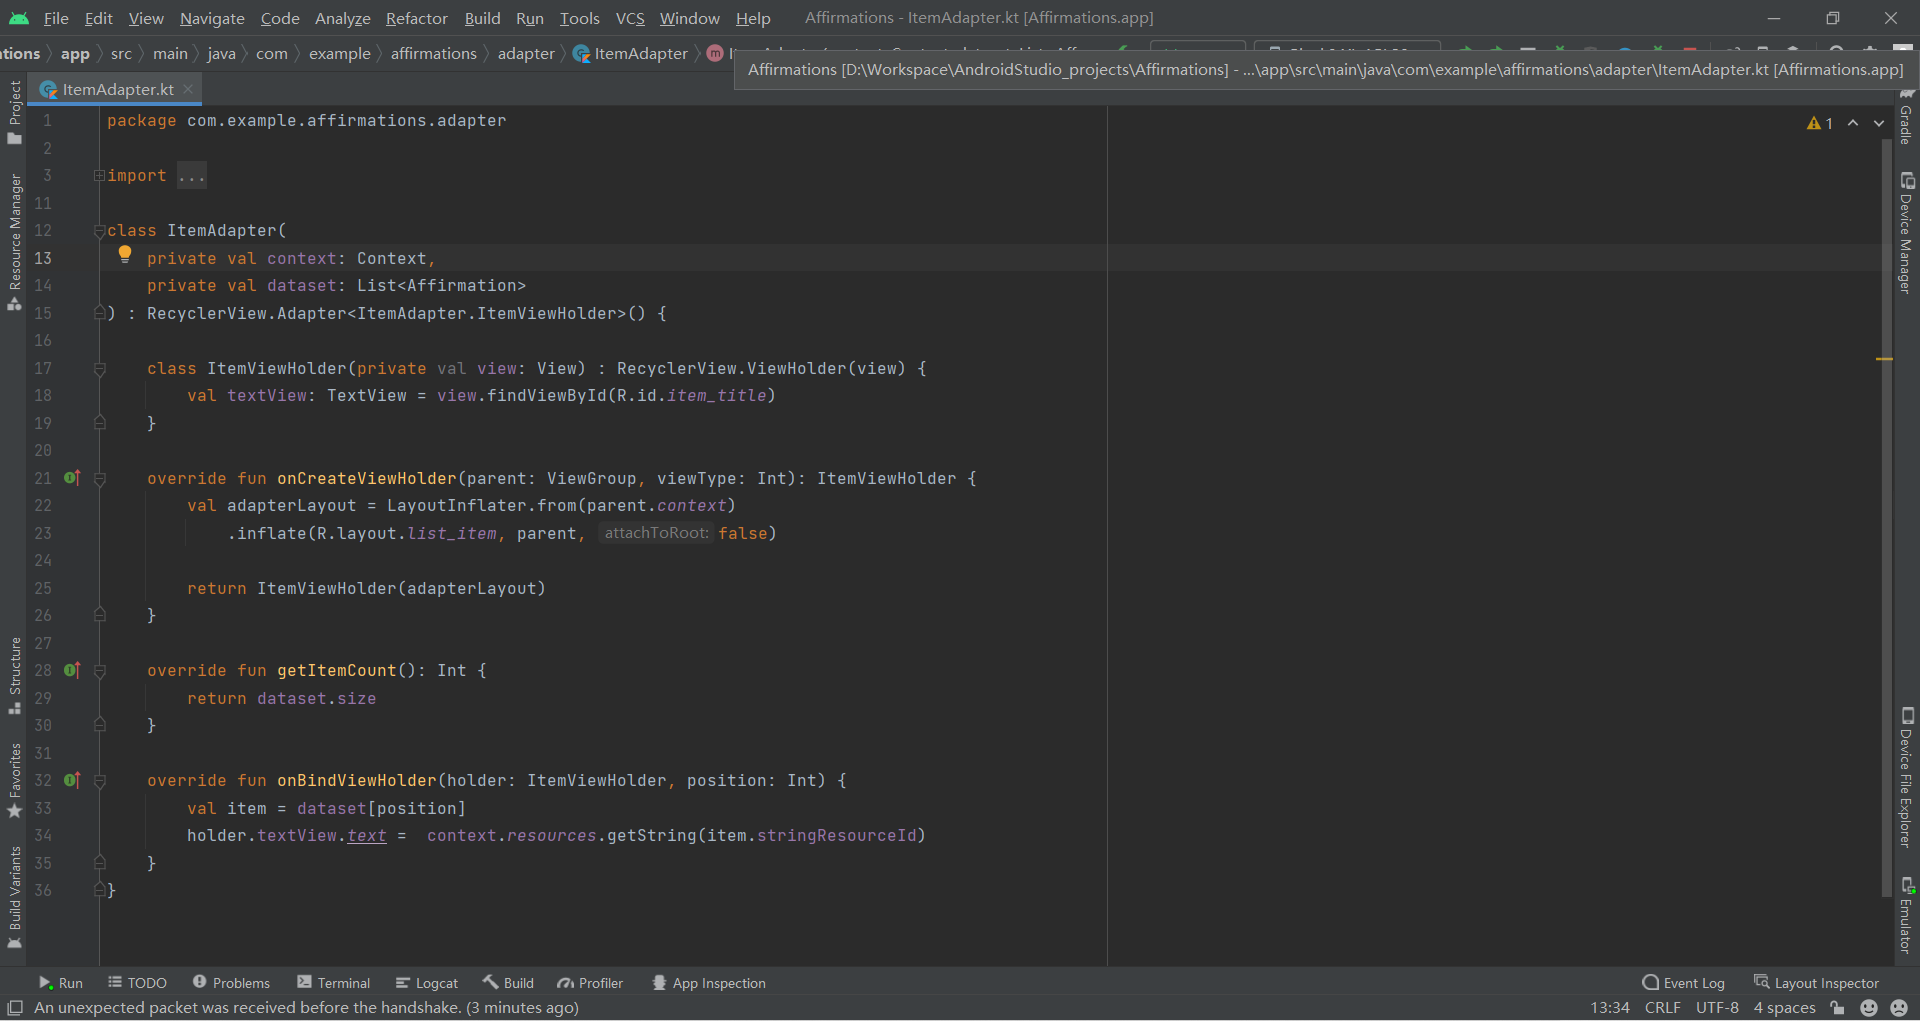 File Edit View Navigate Code Analyze Refactor Build Run Tools VCS Window Help Affirmations - ItemAdapter.kt [Affirmations.app]
ations app src main java com example affirmations adapter ItemAdapter m
Affirmations [D:\Workspace\AndroidStudio_projects\Affirmations] - ...\app\src\main\java\com\example\affirmations\adapter\ItemAdapter.kt [Affirmations.app]
ItemAdapter.kt
1 package com.example.affirmations.adapter
1
2
3 import ...
11
12 class ItemAdapter(
13 private val context: Context,
14 private val dataset: List<Affirmation>
15 ) : RecyclerView.Adapter<ItemAdapter.ItemViewHolder>() {
16
17 class ItemViewHolder(private val view: View) : RecyclerView.ViewHolder(view) {
18 val textView: TextView = view.findViewById(R.id.item_title)
19 }
20
21 override fun onCreateViewHolder(parent: ViewGroup, viewType: Int): ItemViewHolder {
22 val adapterLayout = LayoutInflater.from(parent.context)
23 .inflate(R.layout.list_item, parent, attachToRoot: false)
24
25 return ItemViewHolder(adapterLayout)
26 }
27
28 override fun getItemCount(): Int {
29 return dataset.size
30 }
31
32 override fun onBindViewHolder(holder: ItemViewHolder, position: Int) {
33 val item = dataset[position]
34 holder.textView.text = context.resources.getString(item.stringResourceId)
35 }
36 }
Project
Resource Manager
Structure
Favorites
Build Variants
Gradle
Device Manager
Device File Explorer
Emulator
Run TODO Problems Terminal Logcat Build Profiler App Inspection Event Log Layout Inspector
An unexpected packet was received before the handshake. (3 minutes ago) 13:34 CRLF UTF-8 4 spaces